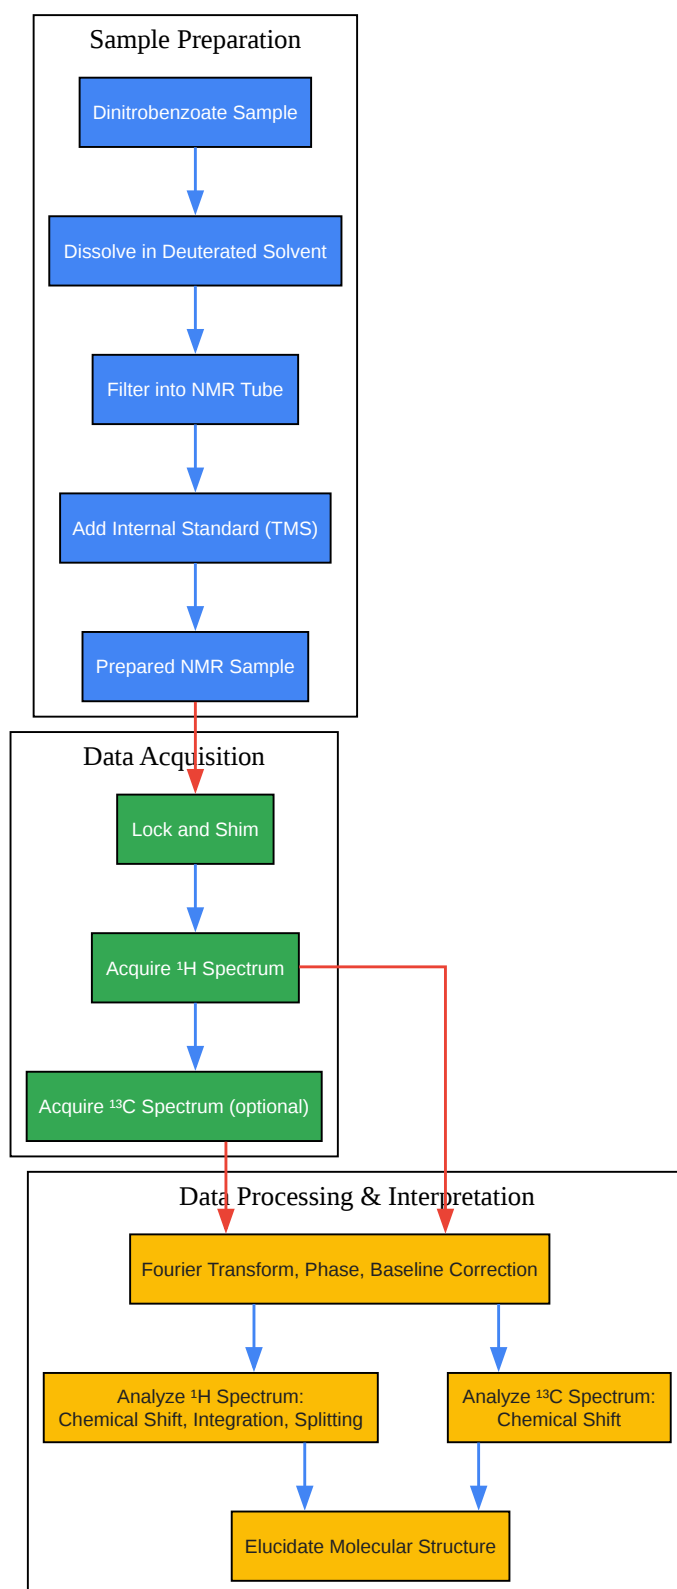 Sample Preparation
Dinitrobenzoate Sample
Dissolve in Deuterated Solvent
Filter into NMR Tube
Add Internal Standard (TMS)
Prepared NMR Sample
Data Acquisition
Lock and Shim
Acquire ¹H Spectrum
Acquire ¹³C Spectrum (optional)
Data Processing & Interpretation
Fourier Transform, Phase, Baseline Correction
Analyze ¹H Spectrum:
Chemical Shift, Integration, Splitting
Analyze ¹³C Spectrum:
Chemical Shift
Elucidate Molecular Structure